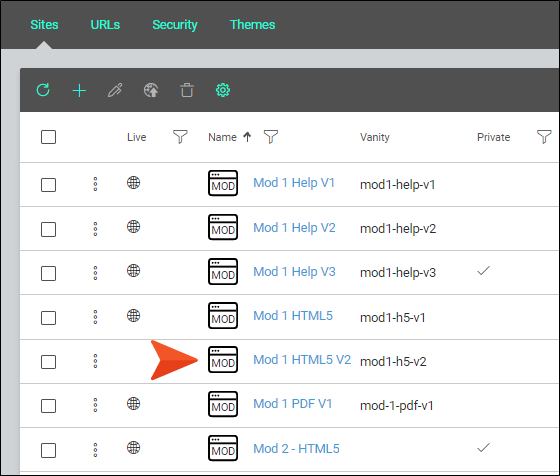 Sites URLs Security Themes
Live Name Vanity Private
MOD Mod 1 Help V1 mod1-help-v1
MOD Mod 1 Help V2 mod1-help-v2
MOD Mod 1 Help V3 mod1-help-v3
MOD Mod 1 HTML5 mod1-h5-v1
MOD Mod 1 HTML5 V2 mod1-h5-v2
MOD Mod 1 PDF V1 mod-1-pdf-v1
MOD Mod 2 - HTML5